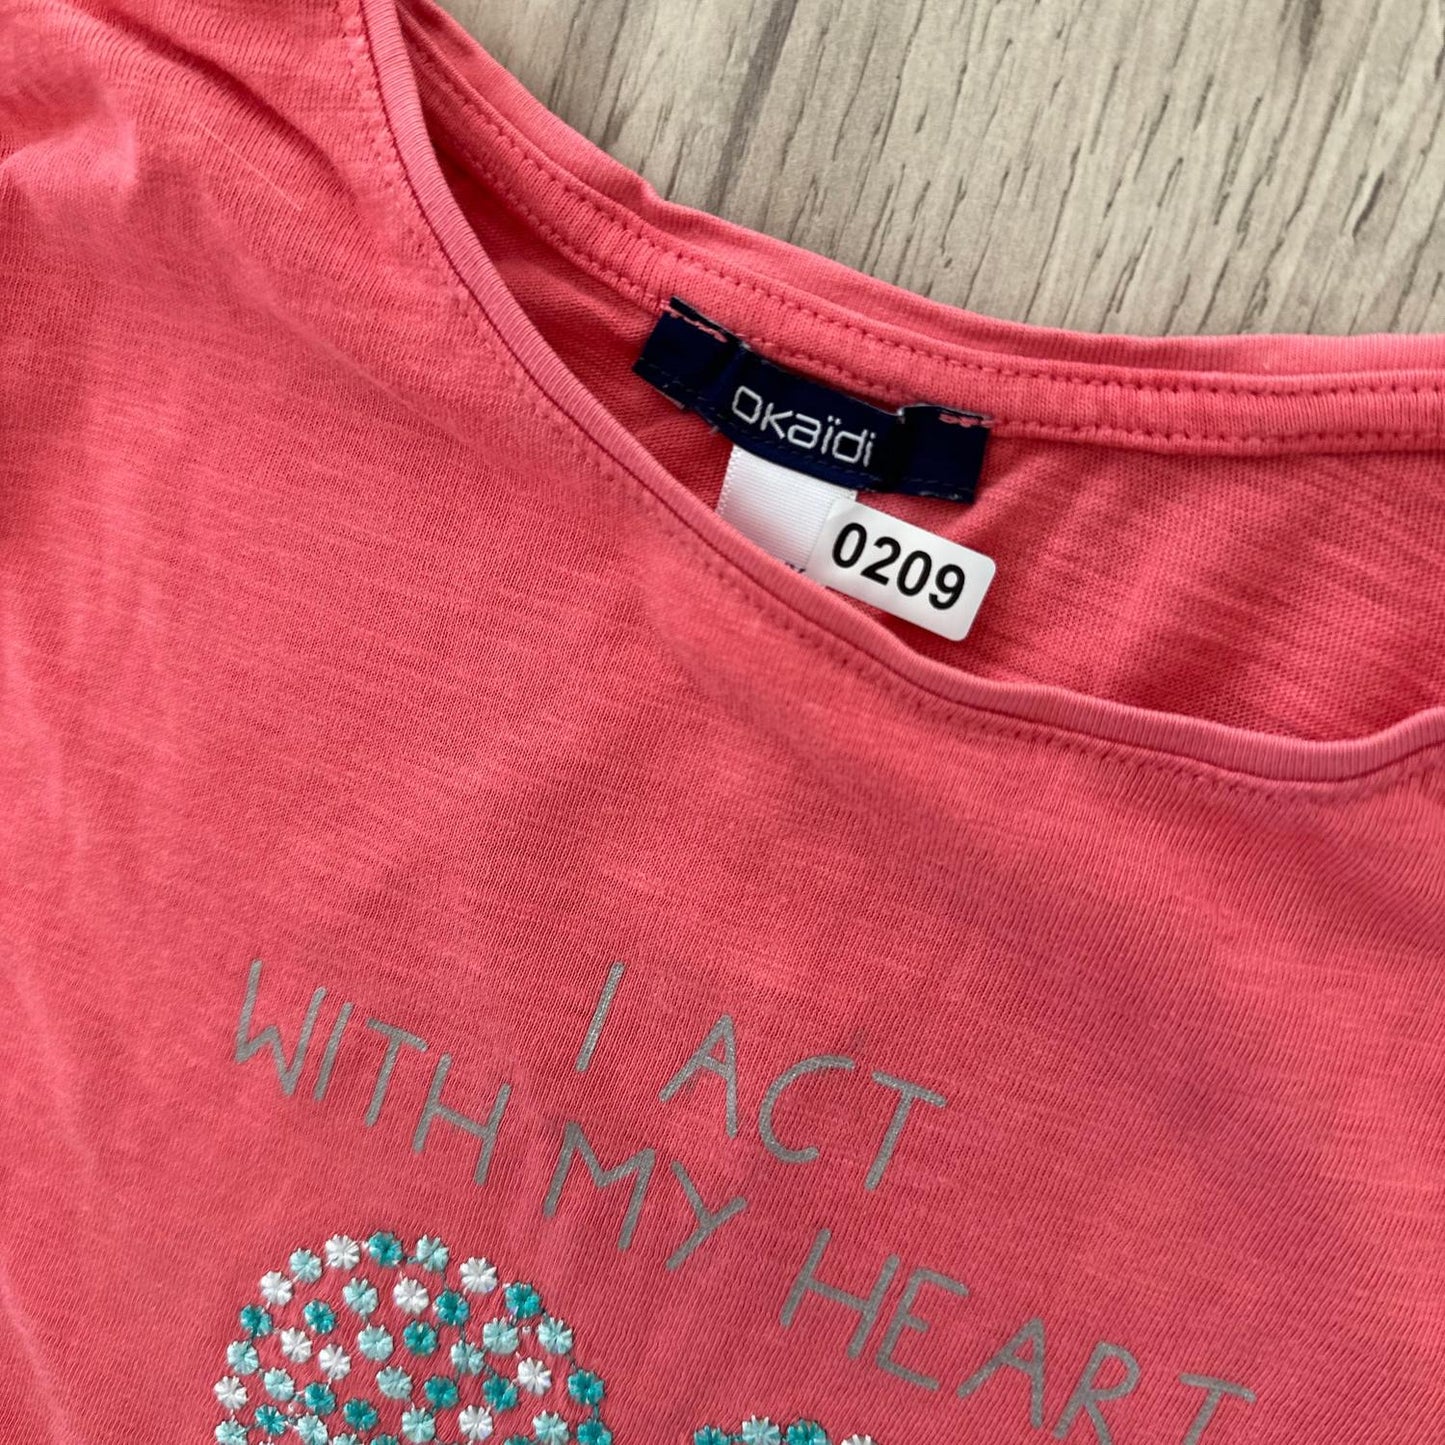 OKaïdi
0209
I ACT
WITH MY HEART